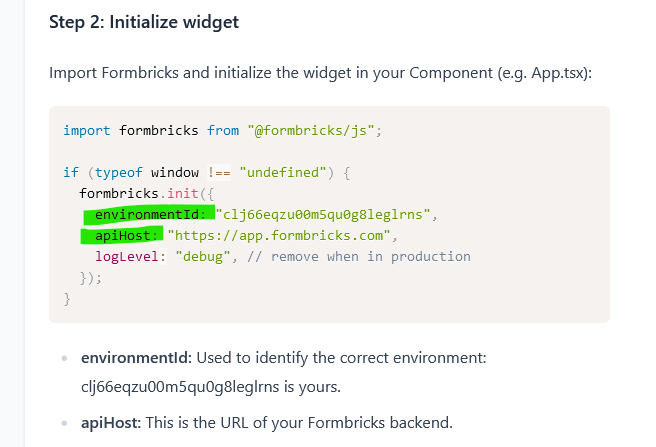 Step 2: Initialize widget
Import Formbricks and initialize the widget in your Component (e.g. App.tsx):
import formbricks from "@formbricks/js";
if (typeof window !== "undefined") {
formbricks.init({
environmentId: "clj66eqzu00m5qu0g8leglrns",
apiHost: "https://app.formbricks.com",
logLevel: "debug", // remove when in production
});
}
environmentId: Used to identify the correct environment:
clj66eqzu00m5qu0g8leglrns is yours.
apiHost: This is the URL of your Formbricks backend.